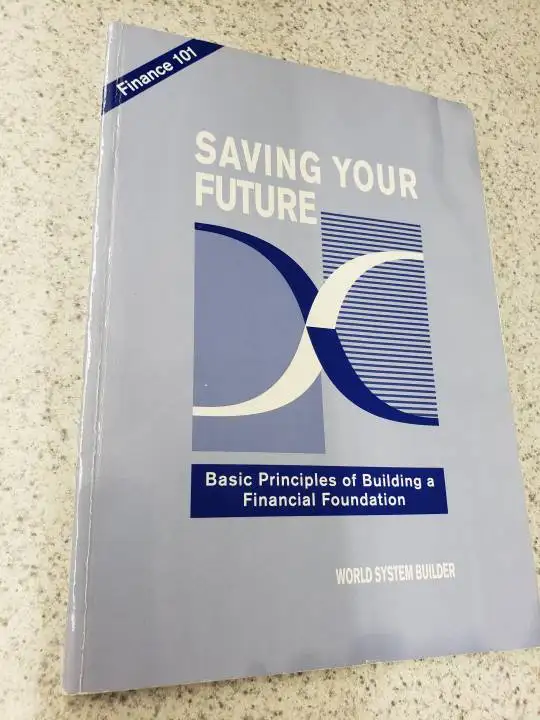 Finance 101
SAVING YOUR
FUTURE
Basic Principles of Building a
Financial Foundation
WORLD SYSTEM BUILDER